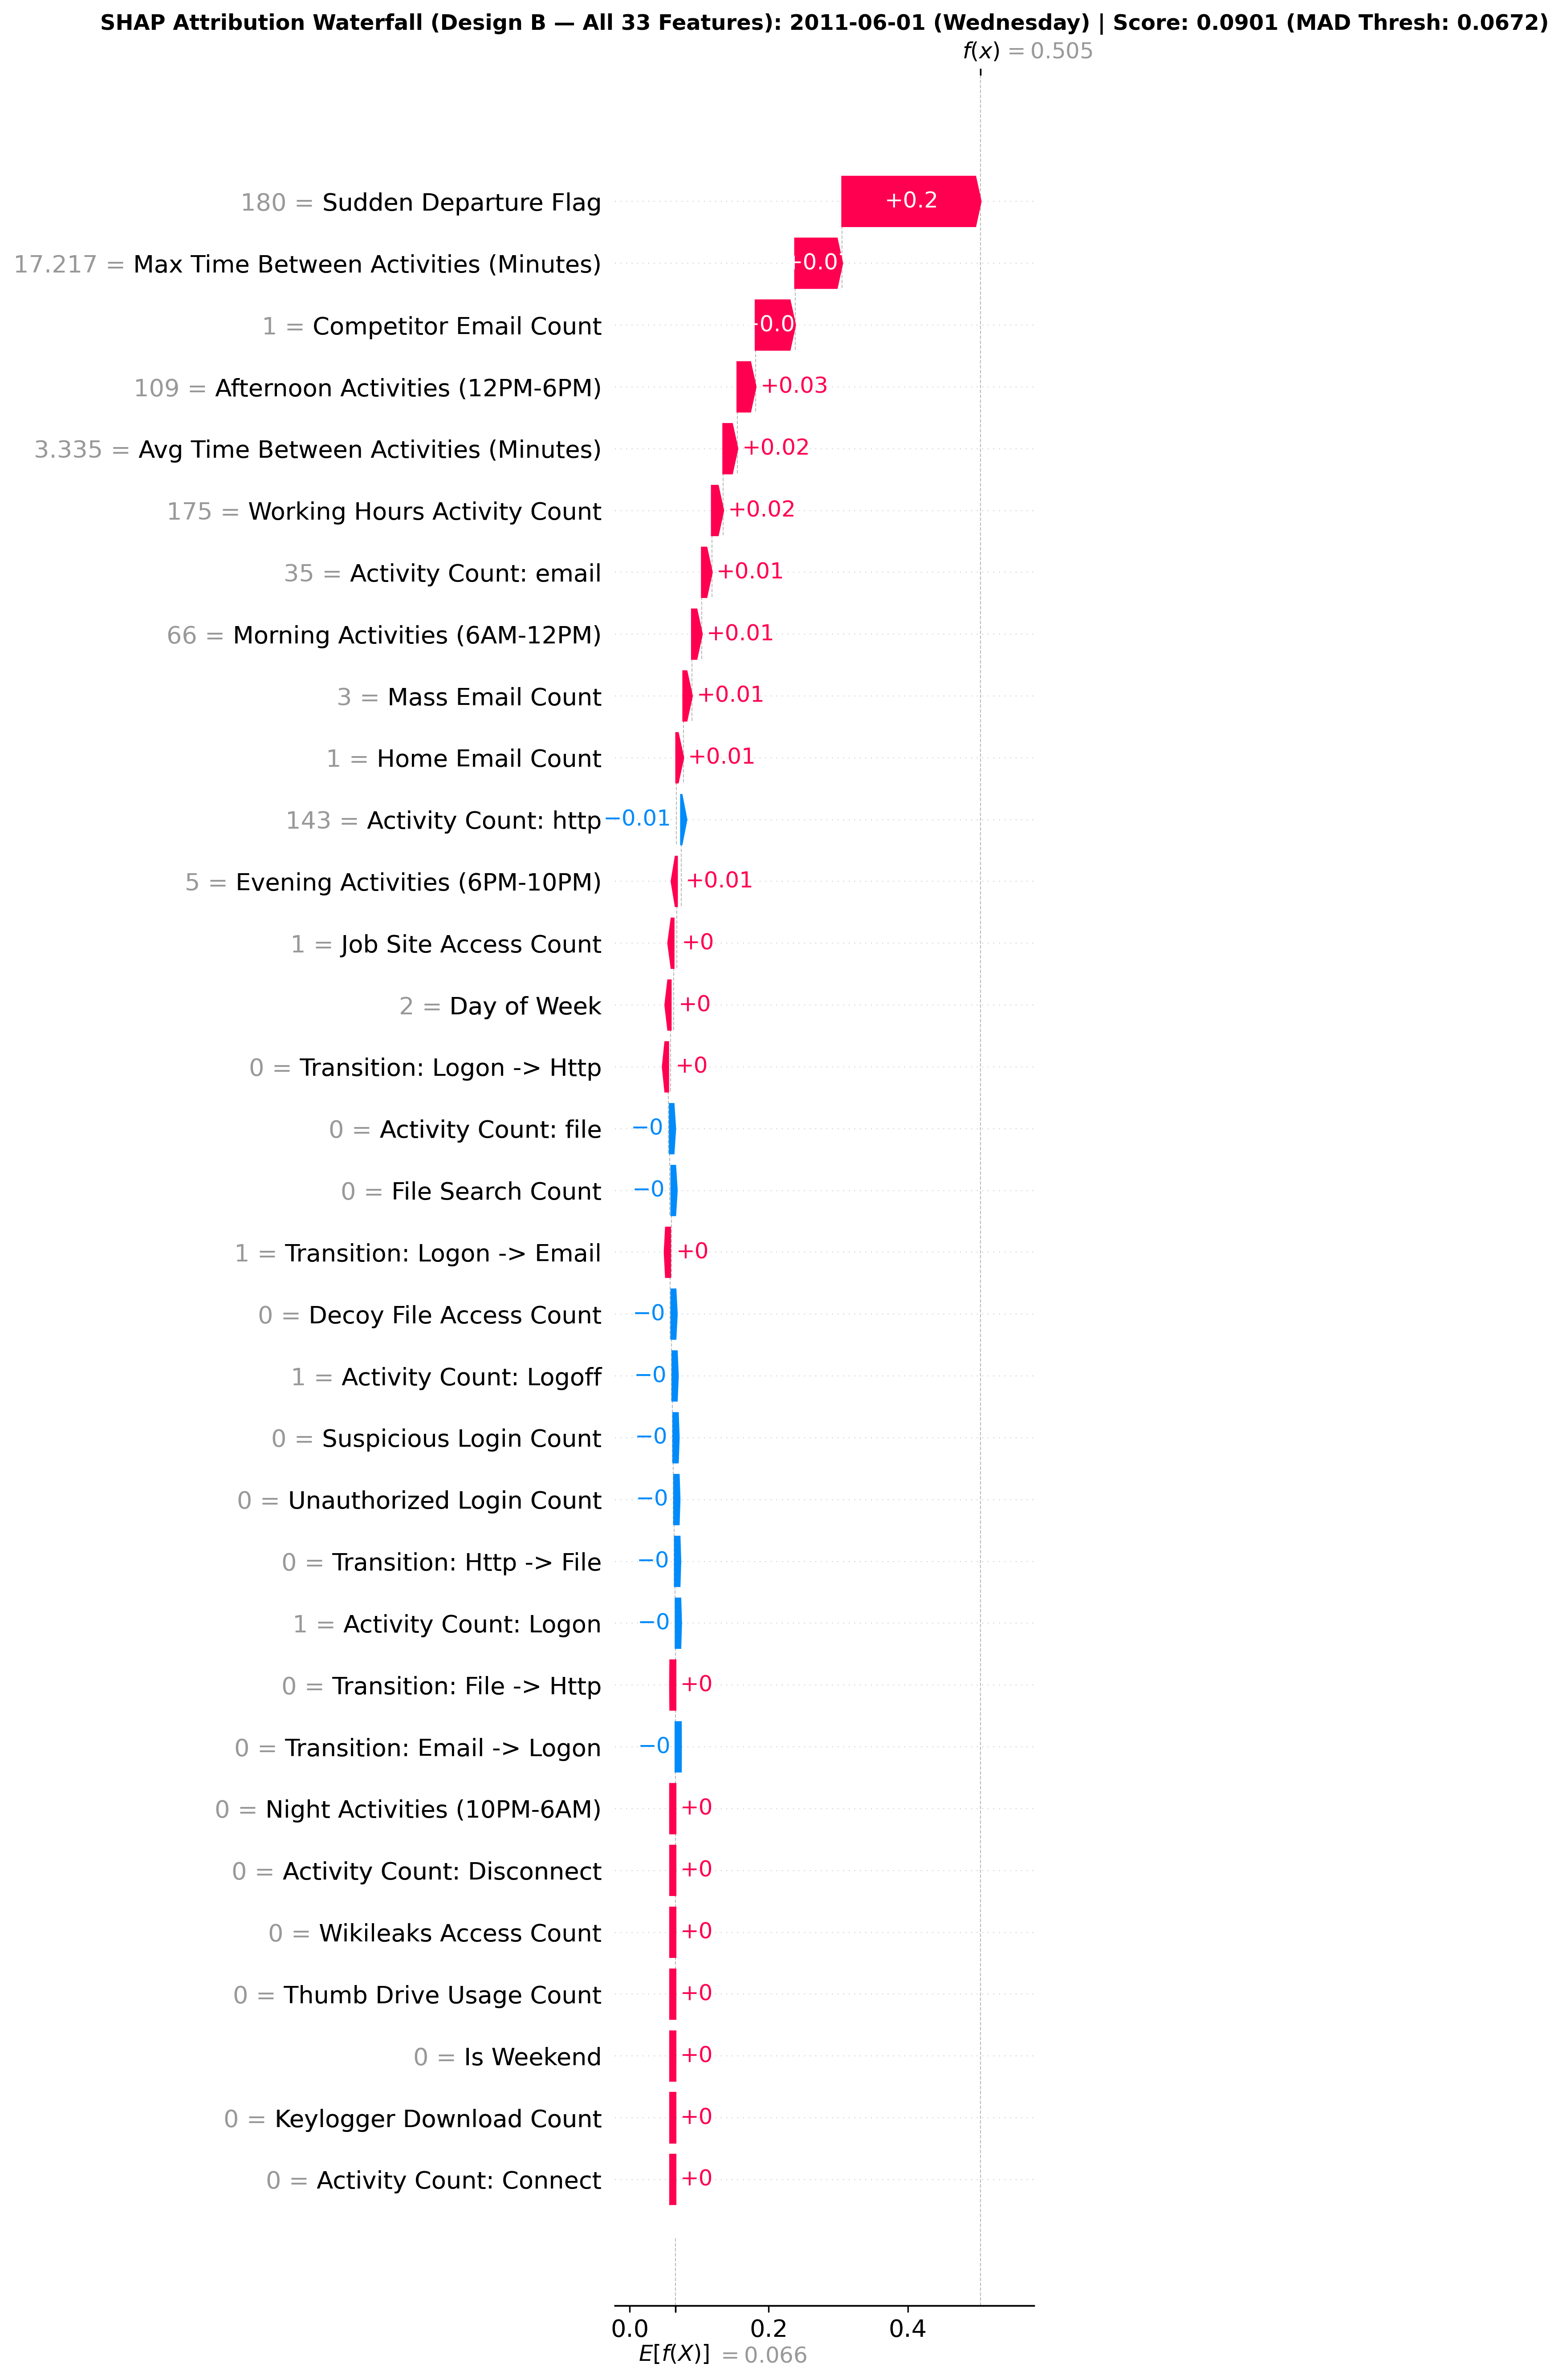 SHAP Attribution Waterfall (Design B — All 33 Features): 2011-06-01 (Wednesday) | Score: 0.0901 (MAD Thresh: 0.0672)
f(x) = 0.505
180 = Sudden Departure Flag +0.2
17.217 = Max Time Between Activities (Minutes)
1 = Competitor Email Count
109 = Afternoon Activities (12PM-6PM) +0.03
3.335 = Avg Time Between Activities (Minutes) +0.02
175 = Working Hours Activity Count +0.02
35 = Activity Count: email +0.01
66 = Morning Activities (6AM-12PM) +0.01
3 = Mass Email Count +0.01
1 = Home Email Count +0.01
143 = Activity Count: http −0.01
5 = Evening Activities (6PM-10PM) +0.01
1 = Job Site Access Count +0
2 = Day of Week +0
0 = Transition: Logon -> Http +0
0 = Activity Count: file −0
0 = File Search Count −0
1 = Transition: Logon -> Email +0
0 = Decoy File Access Count −0
1 = Activity Count: Logoff −0
0 = Suspicious Login Count −0
0 = Unauthorized Login Count −0
0 = Transition: Http -> File −0
1 = Activity Count: Logon −0
0 = Transition: File -> Http +0
0 = Transition: Email -> Logon −0
0 = Night Activities (10PM-6AM) +0
0 = Activity Count: Disconnect +0
0 = Wikileaks Access Count +0
0 = Thumb Drive Usage Count +0
0 = Is Weekend +0
0 = Keylogger Download Count +0
0 = Activity Count: Connect +0
0.0 0.2 0.4
E[f(X)] = 0.066